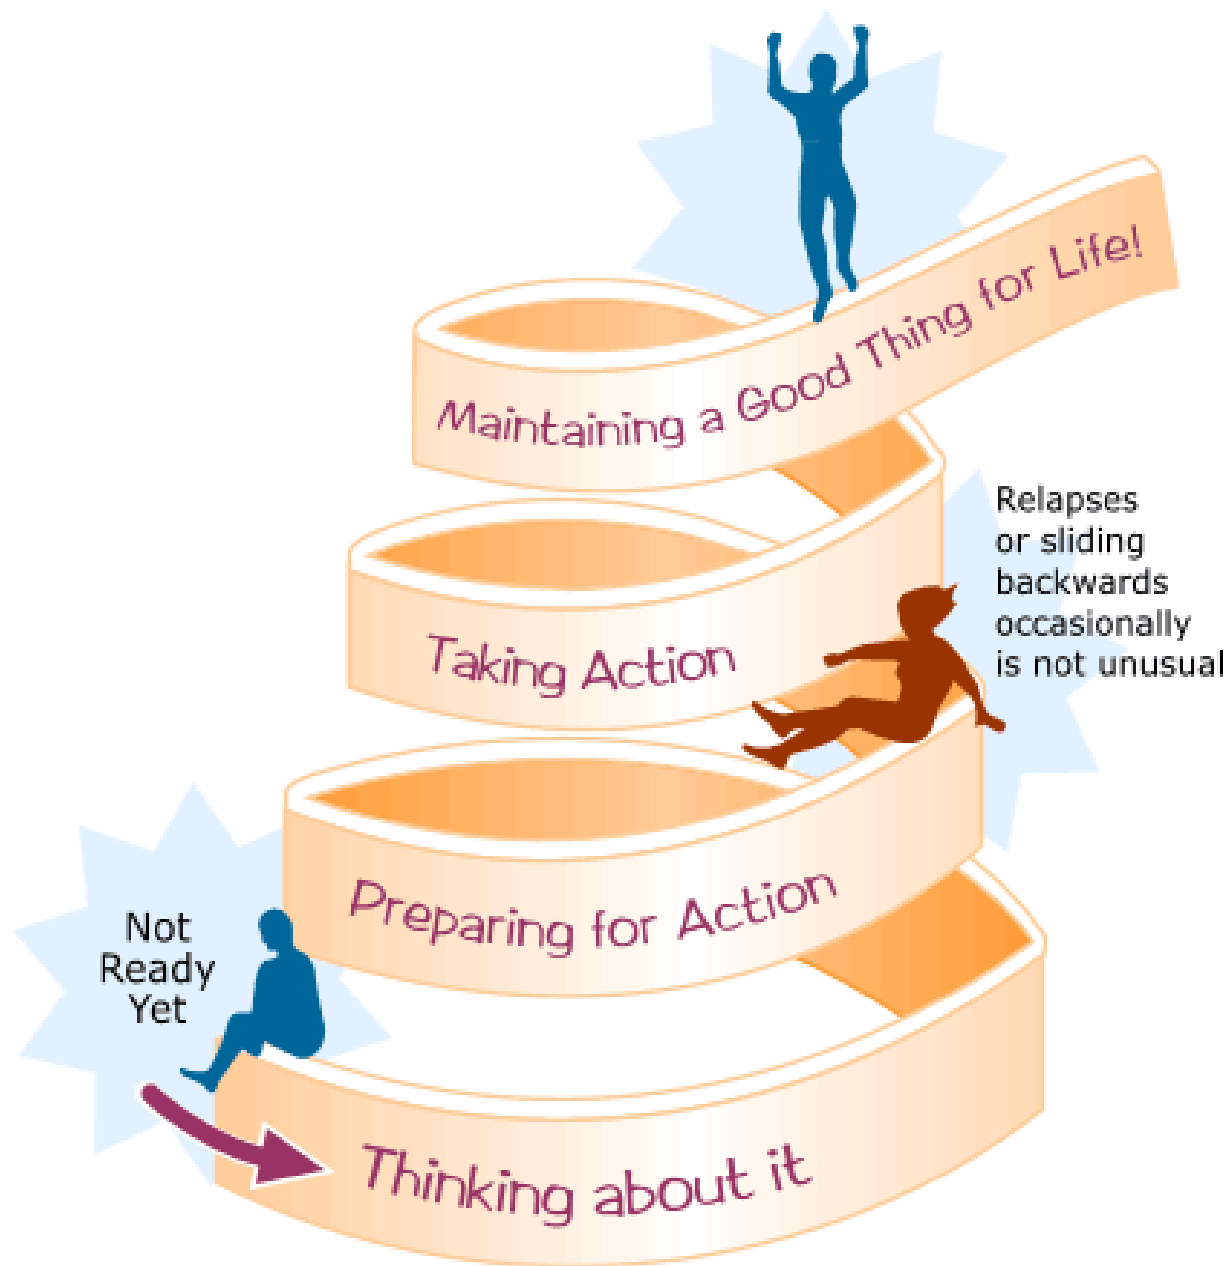 Maintaining a Good Thing for Life!
Relapses
or sliding
backwards
occasionally
is not unusual
Taking Action
Preparing for Action
Not
Ready
Yet
Thinking about it